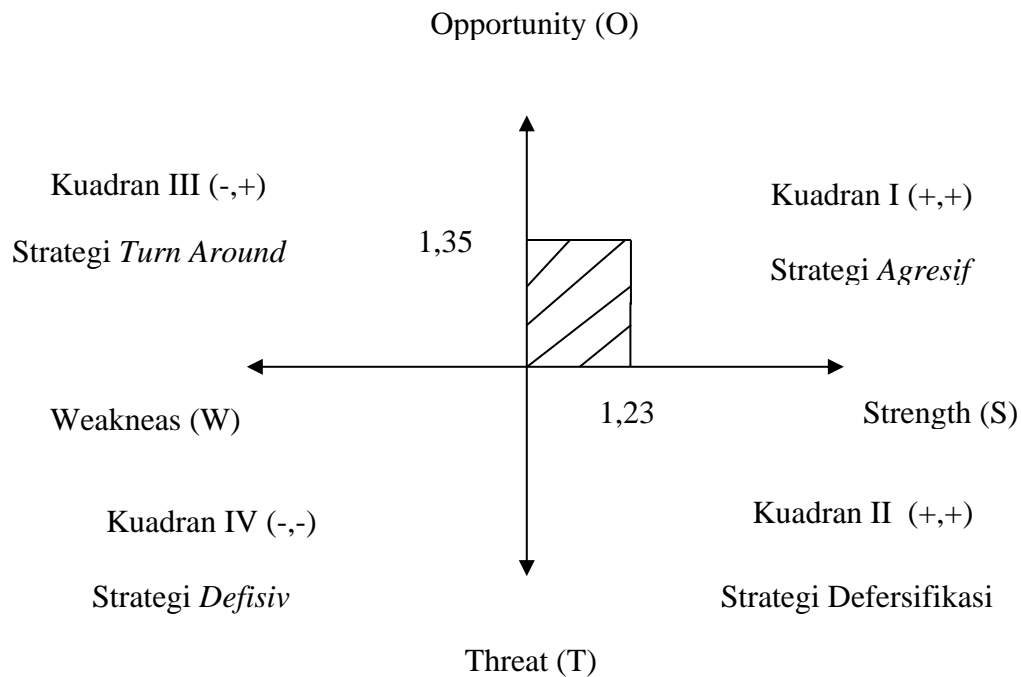 Opportunity (O)
Kuadran III (-,+)
Strategi Turn Around
1,35
Kuadran I (+,+)
Strategi Agresif
Weakneas (W)
1,23
Strength (S)
Kuadran IV (-,-)
Strategi Defisiv
Kuadran II (+,+)
Strategi Defersifikasi
Threat (T)